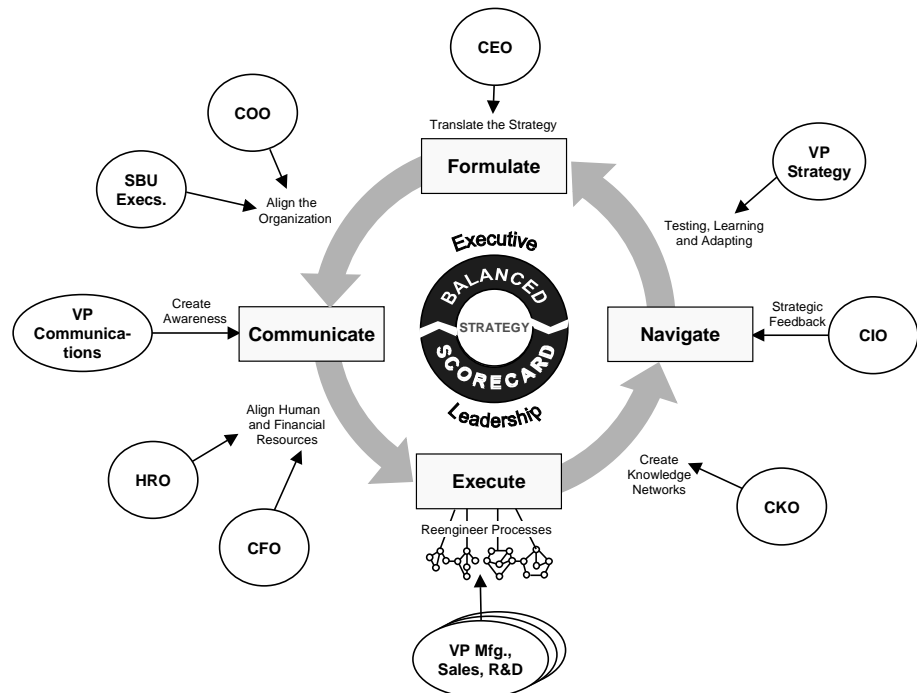 CEO
COO
Translate the Strategy
Formulate
VP
Strategy
SBU
Execs.
Align the
Organization
Testing, Learning
and Adapting
Executive
BALANCED
STRATEGY
SCORECARD
Leadership
VP
Communica-
tions
Create
Awareness
Communicate
Navigate
Strategic
Feedback
CIO
Align Human
and Financial
Resources
HRO
CFO
Execute
Reengineer Processes
Create
Knowledge
Networks
CKO
VP Mfg.,
Sales, R&D